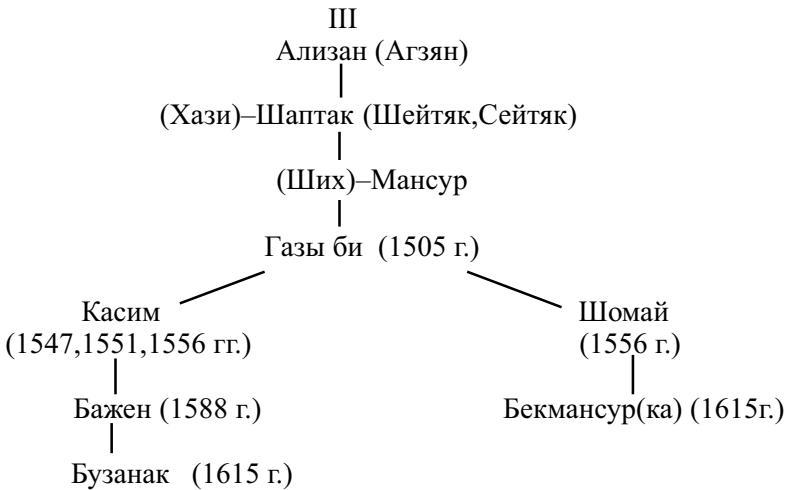 III
Ализан (Агзян)
(Хази)–Шаптак (Шейтяк,Сейтяк)
(Ших)–Мансур
Газы би (1505 г.)
Касим
(1547,1551,1556 гг.)
Шомай
(1556 г.)
Бажен (1588 г.)
Бекмансур(ка) (1615г.)
Бузанак (1615 г.)